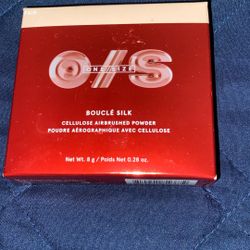 O/S
ONE/SIZE
BOUCLÉ SILK
CELLULOSE AIRBRUSHED POWDER
POUDRE AÉROGRAPHIQUE AVEC CELLULOSE
Net Wt. 8 g / Poids Net 0.28 oz.